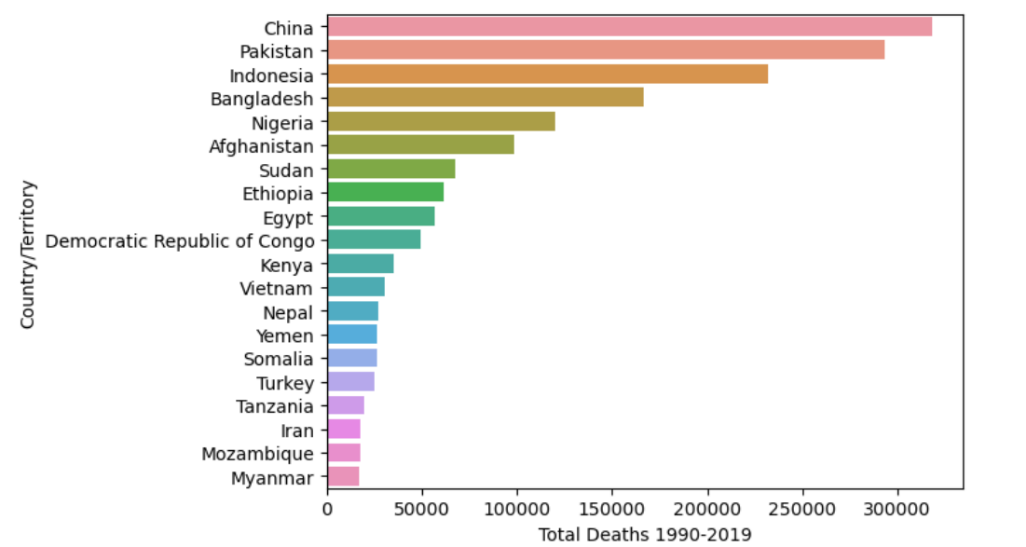 China
Pakistan
Indonesia
Bangladesh
Nigeria
Afghanistan
Sudan
Ethiopia
Egypt
Democratic Republic of Congo
Kenya
Vietnam
Nepal
Yemen
Somalia
Turkey
Tanzania
Iran
Mozambique
Myanmar
Country/Territory
0 50000 100000 150000 200000 250000 300000
Total Deaths 1990-2019